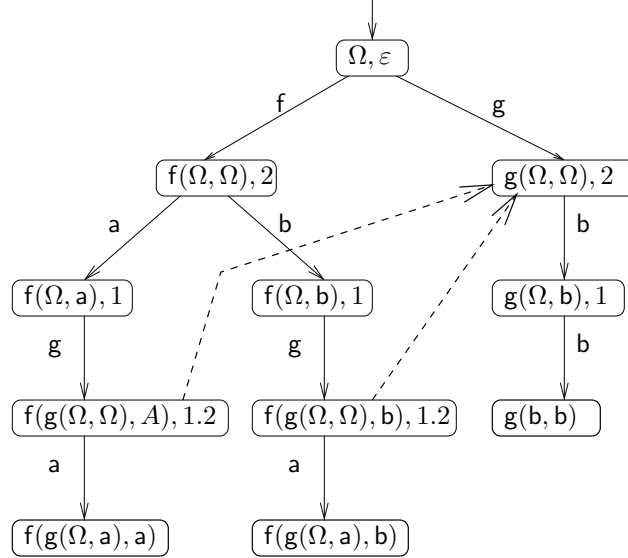 Ω, ε
f g
f(Ω, Ω), 2 g(Ω, Ω), 2
a b b
f(Ω, a), 1 f(Ω, b), 1 g(Ω, b), 1
g g b
f(g(Ω, Ω), A), 1.2 f(g(Ω, Ω), b), 1.2 g(b, b)
a a
f(g(Ω, a), a) f(g(Ω, a), b)